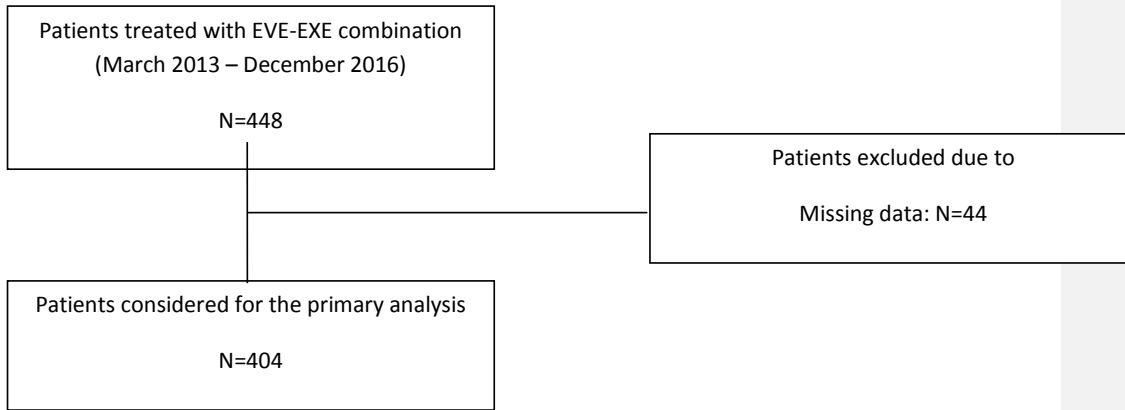 Patients treated with EVE-EXE combination
(March 2013 – December 2016)
N=448
Patients excluded due to
Missing data: N=44
Patients considered for the primary analysis
N=404